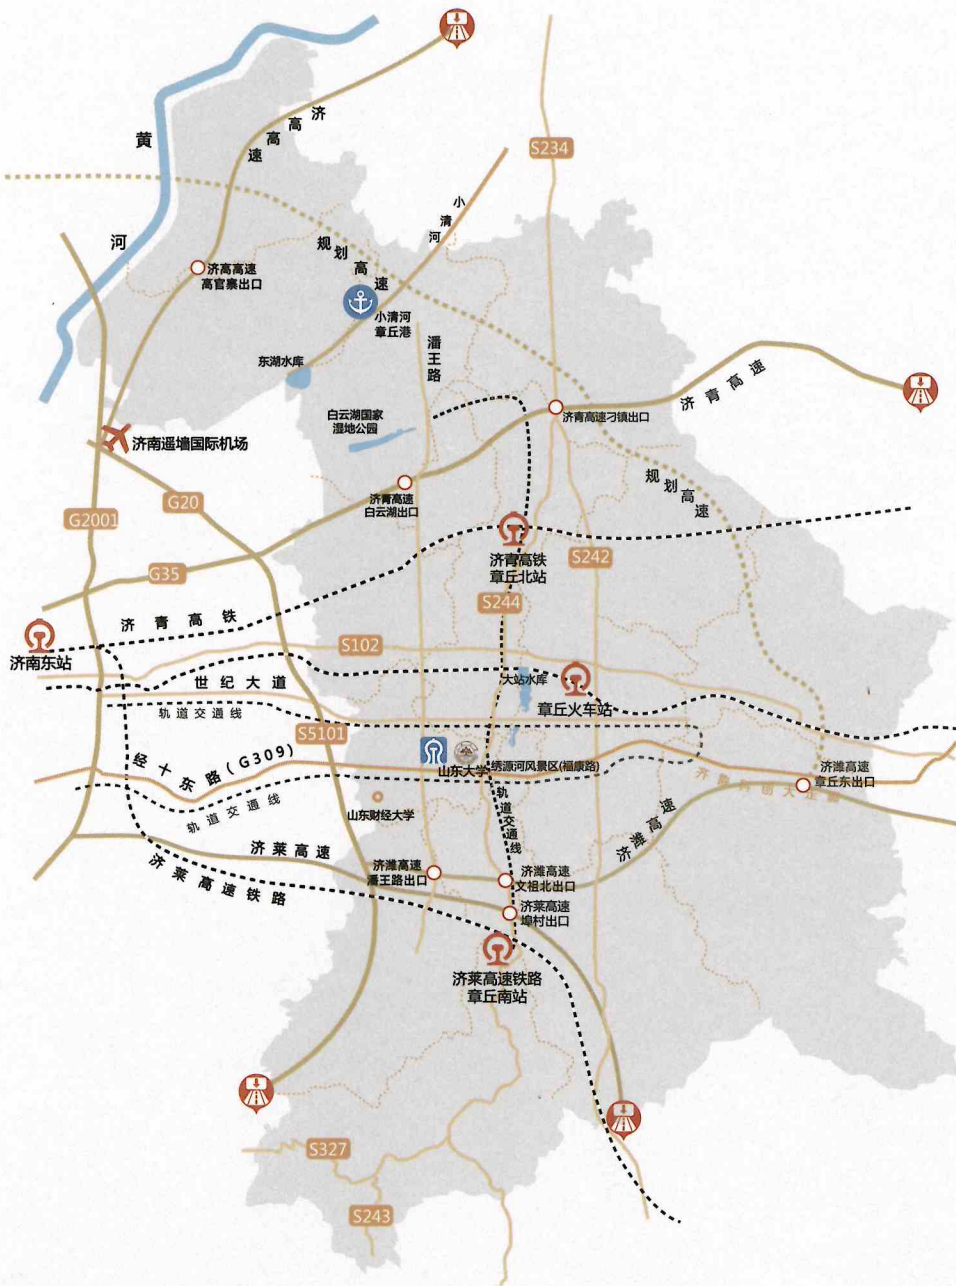 济高高速
黄河
S234
小清河
规划高速
济高高速
高官寨出口
小清河
章丘港
潘王路
东湖水库
济青高速
白云湖国家
湿地公园
济青高速刁镇出口
济南遥墙国际机场
济青高速
白云湖出口
规划高速
G20
G2001
济青高铁
章丘北站
S242
G35
S244
济青高铁
S102
济南东站
世纪大道
大站水库
章丘火车站
轨道交通线
S5101
经十东路(G309)
山东大学
绣源河风景区(福康路)
济潍高速
章丘东出口
轨道交通线
山东财经大学
轨道交通线
济潍高速
济莱高速
济莱高速铁路
济潍高速
潘王路出口
济潍高速
文祖北出口
济莱高速
埠村出口
济莱高速铁路
章丘南站
S327
S243